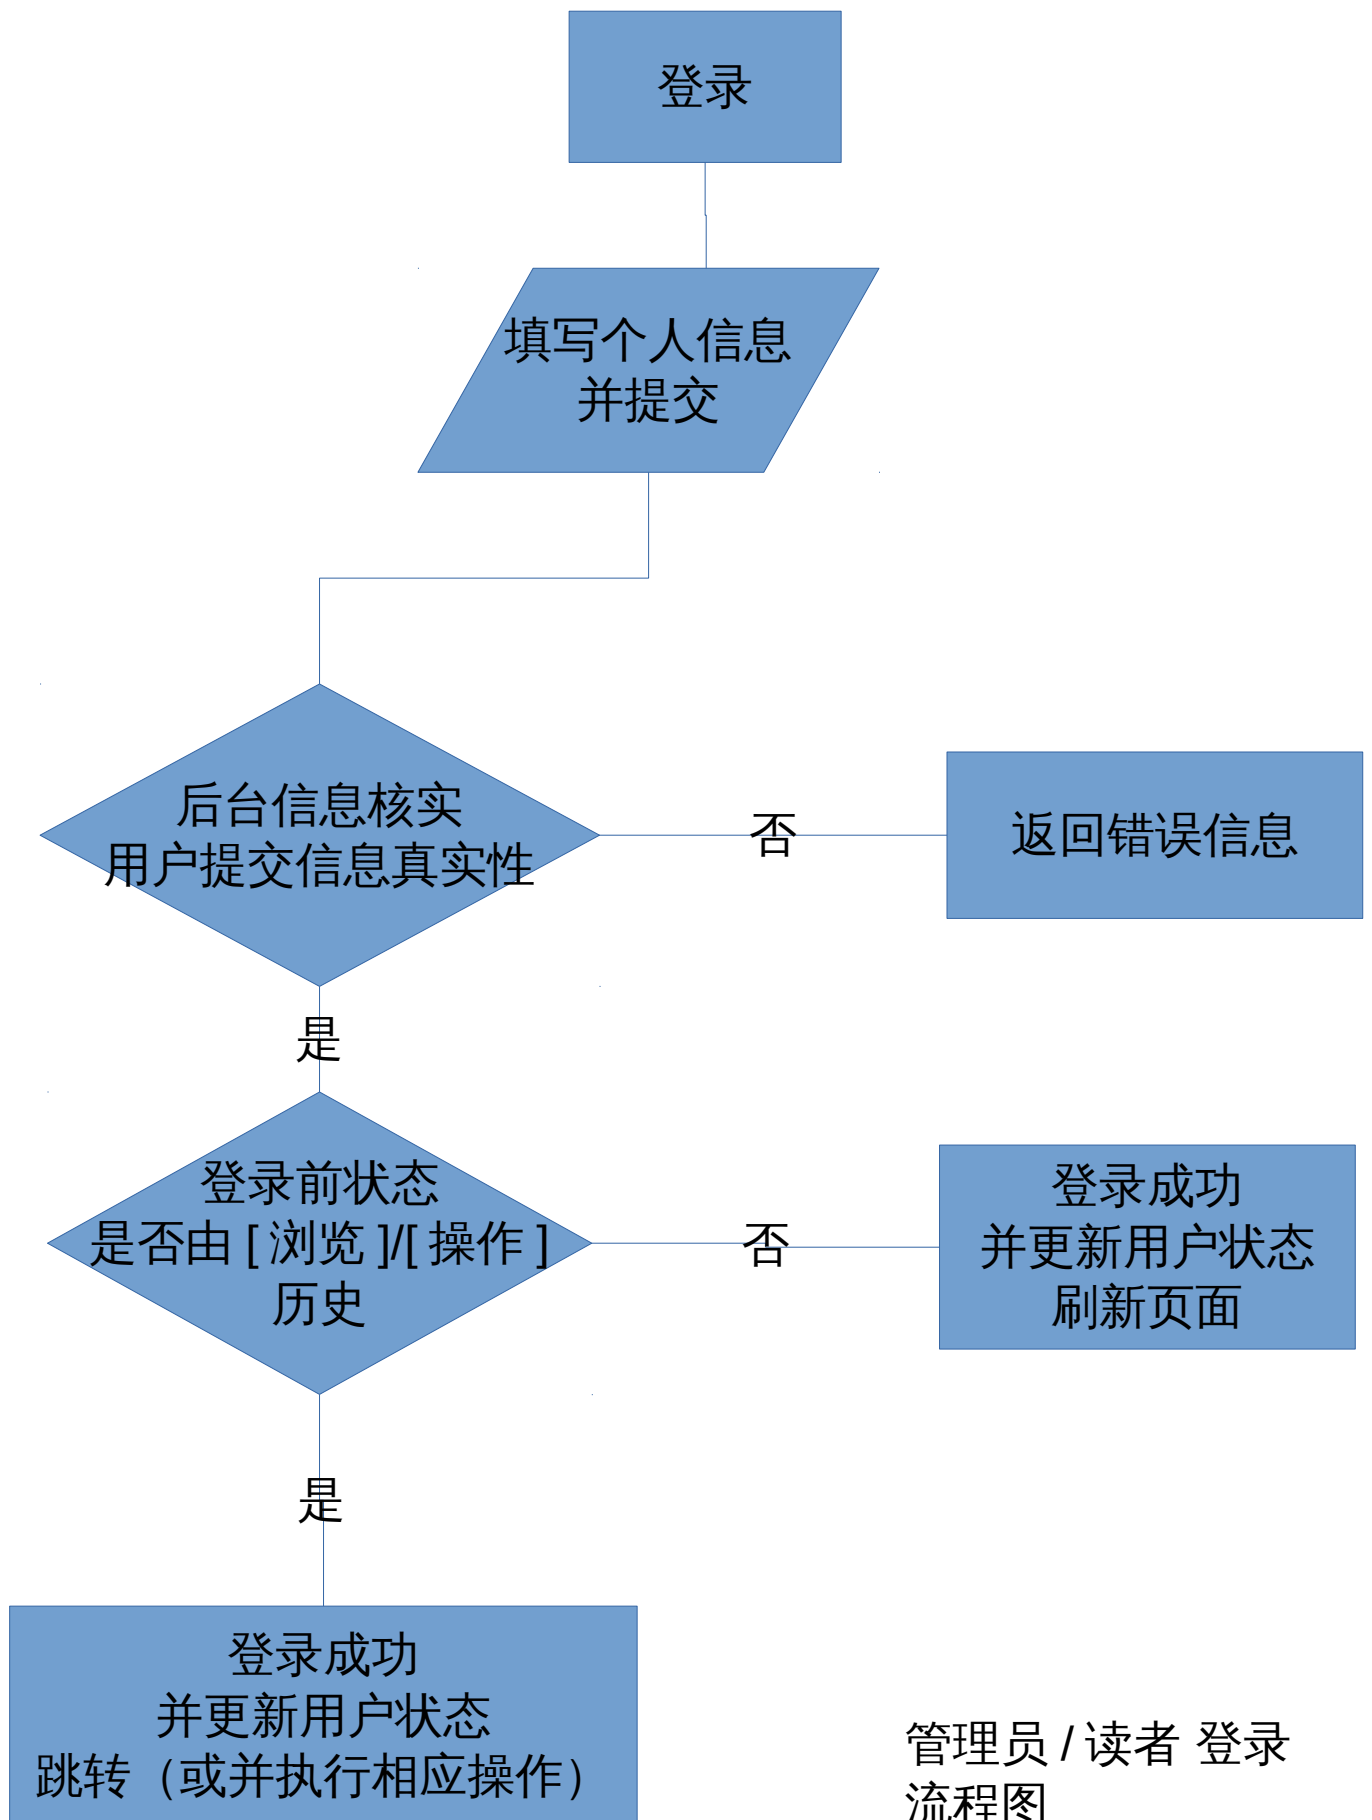 登录
填写个人信息
并提交
后台信息核实
用户提交信息真实性
否
返回错误信息
是
登录前状态
是否由 [ 浏览 ]/[ 操作 ]
历史
否
登录成功
并更新用户状态
刷新页面
是
登录成功
并更新用户状态
跳转（或并执行相应操作）
管理员 / 读者 登录
流程图